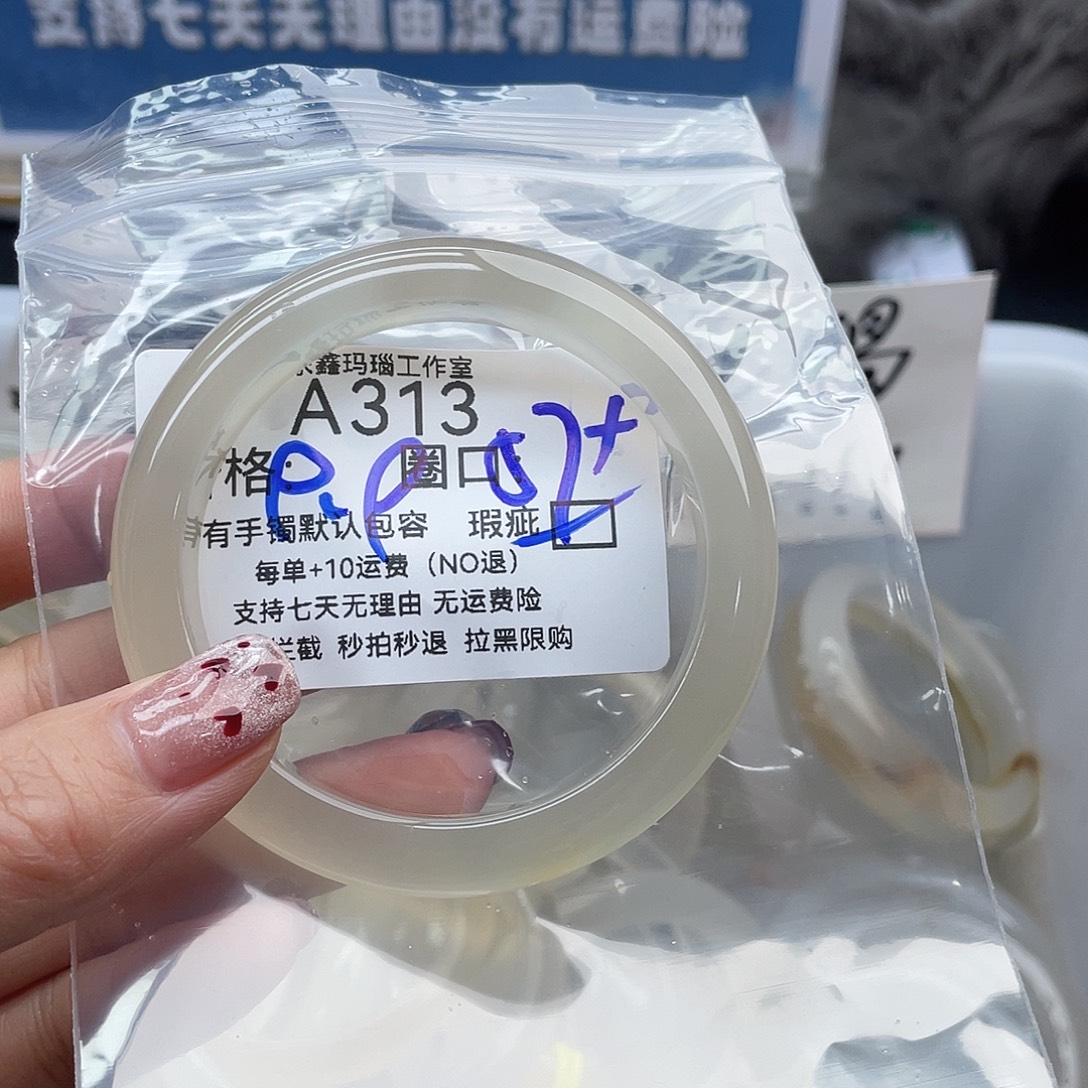 支持七天无理由没有运费险
鑫玛瑙工作室
A313
格: 圈口:
有手镯默认包容 瑕疵
每单+10运费（NO退）
支持七天无理由 无运费险
拦截 秒拍秒退 拉黑限购